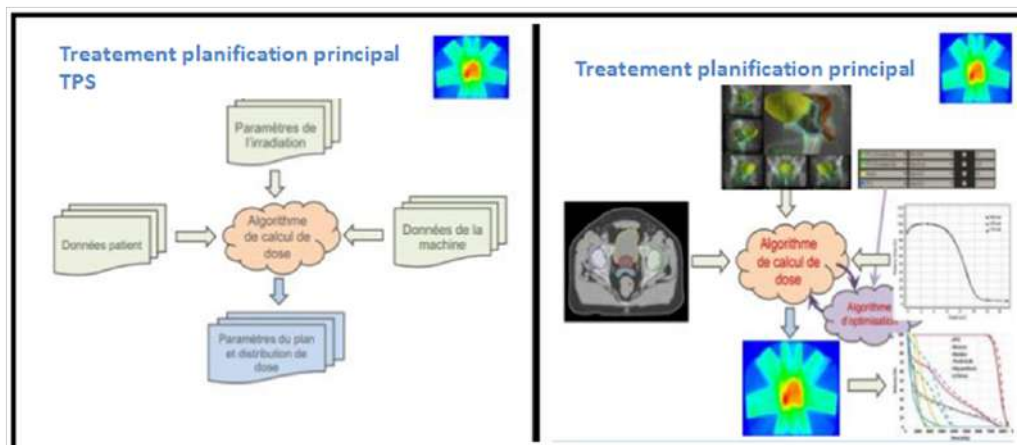 Treatement planification principal
TPS
Paramètres de
l'irradiation
Données patient
Algorithme
de calcul de
dose
Données de la
machine
Paramètres du plan
et distribution de
dose
Treatement planification principal
Algorithme
de calcul de
dose
Algorithme
d'optimisation